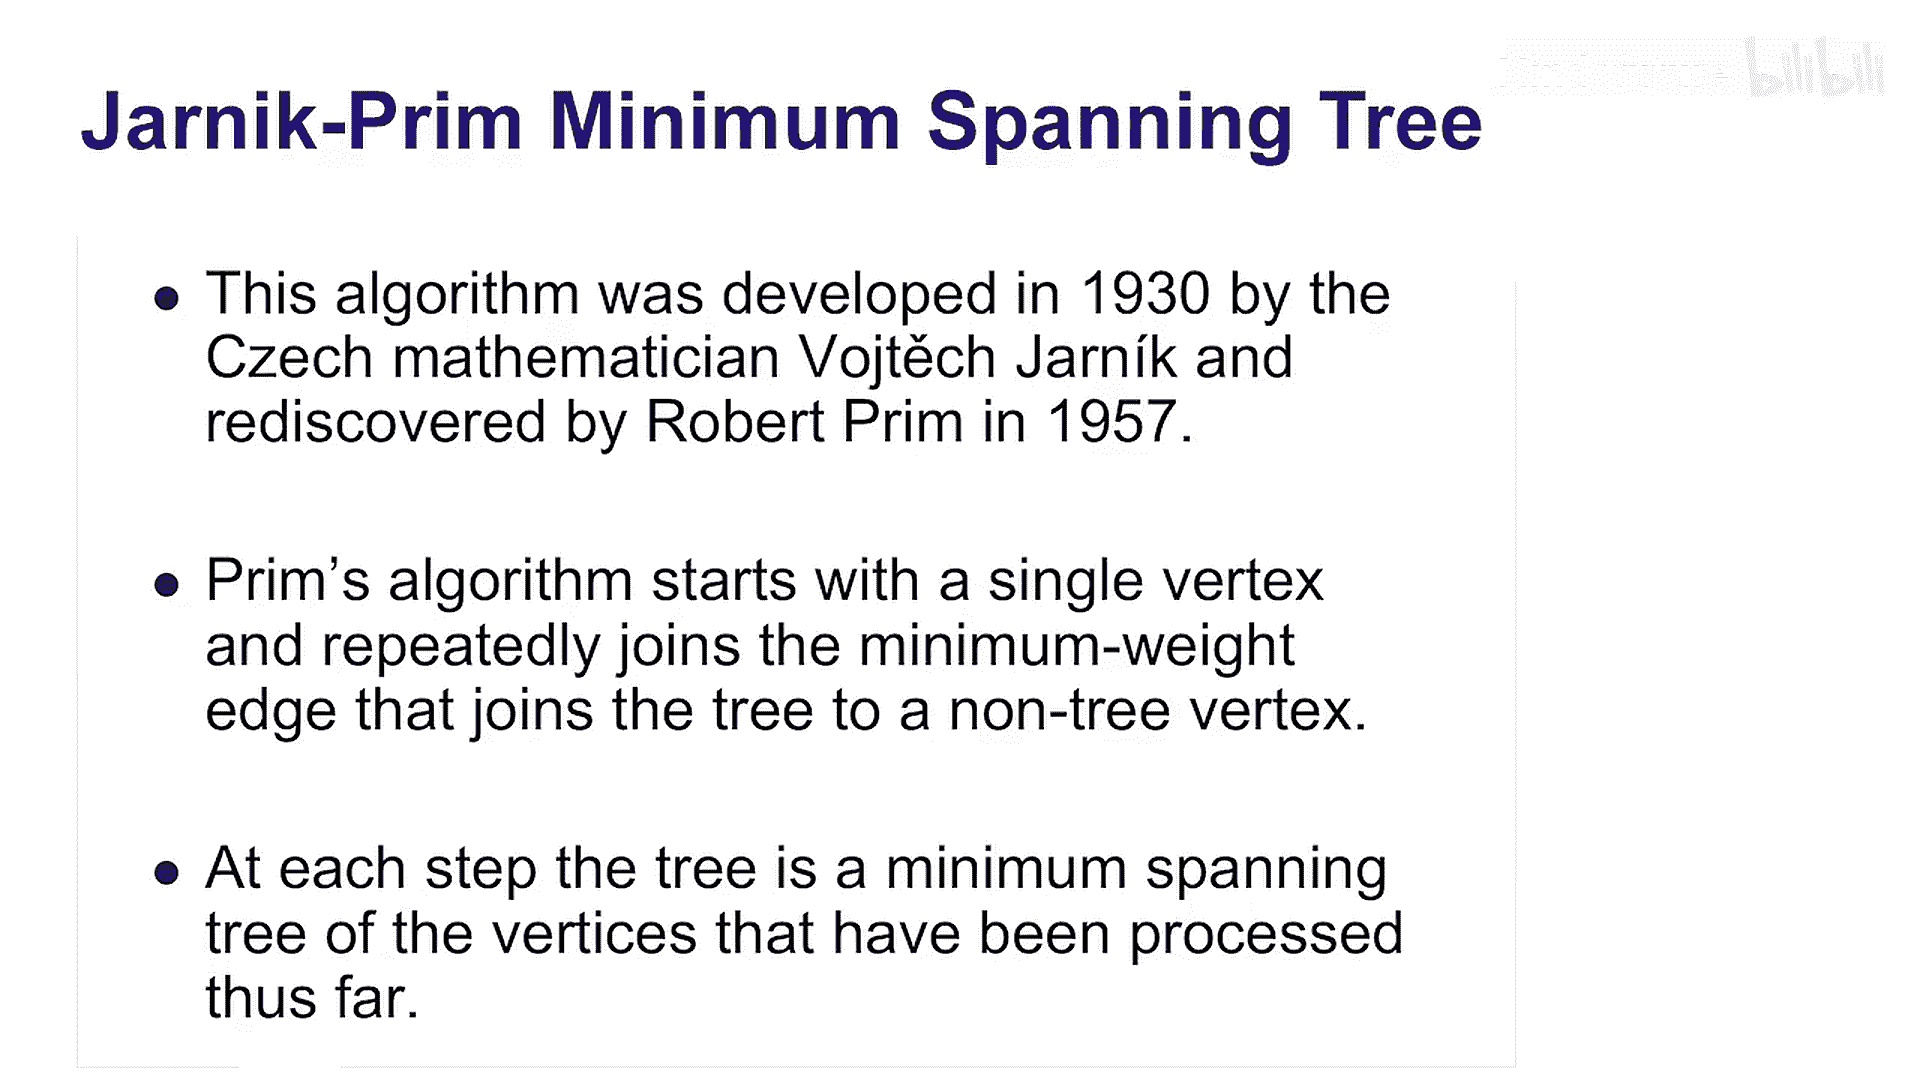 bilibili
Jarnik-Prim Minimum Spanning Tree
This algorithm was developed in 1930 by the
Czech mathematician Vojtěch Jarník and
rediscovered by Robert Prim in 1957.
Prim’s algorithm starts with a single vertex
and repeatedly joins the minimum-weight
edge that joins the tree to a non-tree vertex.
At each step the tree is a minimum spanning
tree of the vertices that have been processed
thus far.